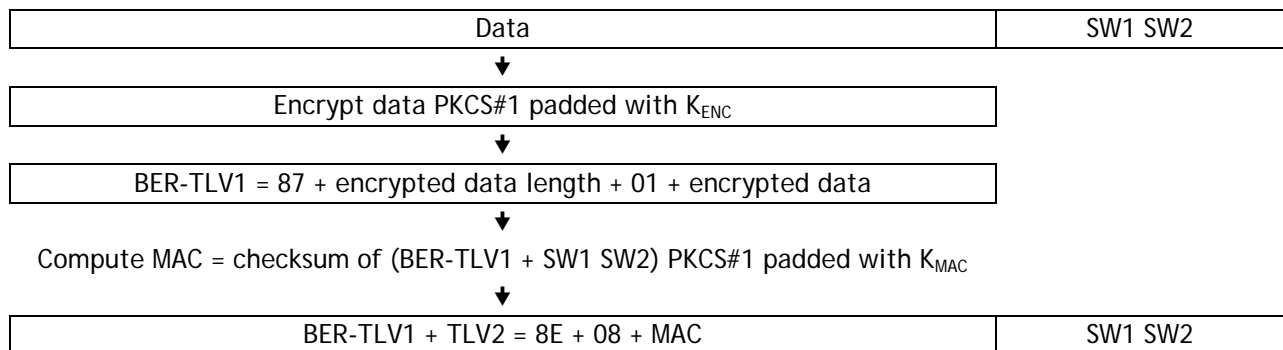 Data SW1 SW2
Encrypt data PKCS#1 padded with KENC
BER-TLV1 = 87 + encrypted data length + 01 + encrypted data
Compute MAC = checksum of (BER-TLV1 + SW1 SW2) PKCS#1 padded with KMAC
BER-TLV1 + TLV2 = 8E + 08 + MAC SW1 SW2